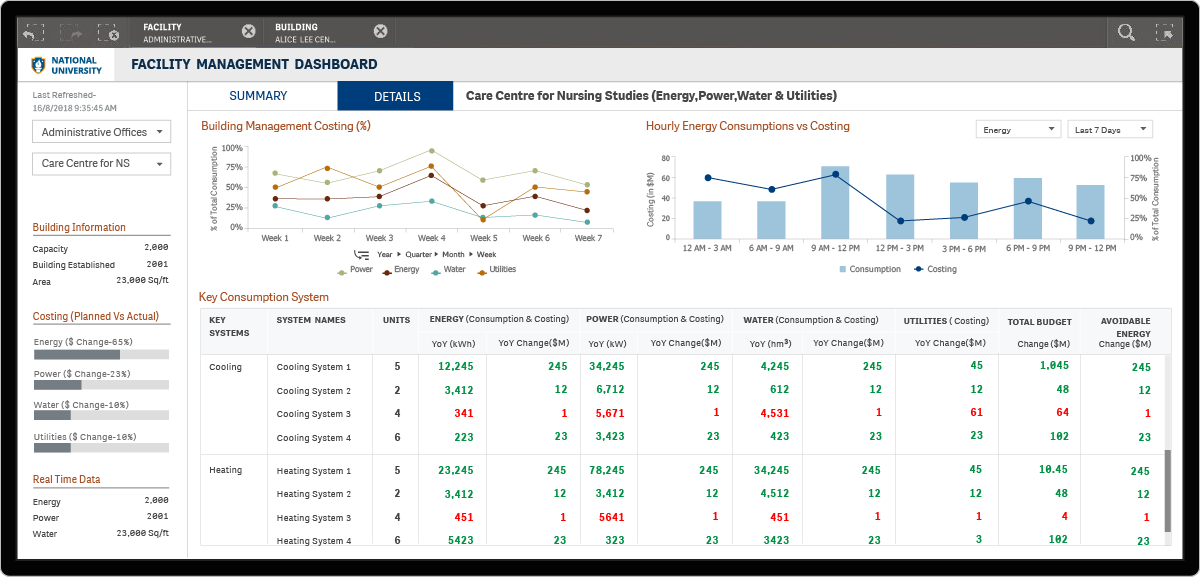 FACILITY
ADMINISTRATIVE...
BUILDING
ALICE LEE CEN...
NATIONAL
UNIVERSITY
FACILITY MANAGEMENT DASHBOARD
Last Refreshed-
16/8/2018 9:35:45 AM
Administrative Offices
Care Centre for NS
Building Information
Capacity 2,000
Building Established 2001
Area 23,000 Sq/ft
Costing (Planned Vs Actual)
Energy ($ Change-65%)
Power ($ Change-23%)
Water ($ Change-10%)
Utilities ($ Change-10%)
Real Time Data
Energy 2,000
Power 2001
Water 23,000 Sq/ft
SUMMARY
DETAILS
Care Centre for Nursing Studies (Energy,Power,Water & Utilities)
Building Management Costing (%)
% of Total Consumption
100%
75%
50%
25%
0%
Week 1 Week 2 Week 3 Week 4 Week 5 Week 6 Week 7
Year Quarter Month Week
Power Energy Water Utilities
Hourly Energy Consumptions vs Costing
Energy
Last 7 Days
Costing (in $M)
80
60
40
20
0
100%
75%
50%
25%
0%
% of Total Consumption
12 AM - 3 AM 6 AM - 9 AM 9 AM - 12 PM 12 PM - 3 PM 3 PM - 6 PM 6 PM - 9 PM 9 PM - 12 PM
Consumption Costing
Key Consumption System
KEY SYSTEMS SYSTEM NAMES UNITS ENERGY (Consumption & Costing) POWER (Consumption & Costing) WATER (Consumption & Costing) UTILITIES ( Costing) TOTAL BUDGET AVOIDABLE ENERGY
YoY (kWh) YoY Change($M) YoY (kW) YoY Change($M) YoY (hm³) YoY Change($M) YoY Change($M) Change ($M) Change ($M)
Cooling Cooling System 1 5 12,245 245 34,245 245 4,245 245 45 1,045 245
Cooling System 2 2 3,412 12 6,712 12 612 12 12 48 12
Cooling System 3 4 341 1 5,671 1 4,531 1 61 64 1
Cooling System 4 6 223 23 3,423 23 423 23 23 102 23
Heating Heating System 1 5 23,245 245 78,245 245 34,245 245 45 10.45 245
Heating System 2 2 3,412 12 3,412 12 4,512 12 12 48 12
Heating System 3 4 451 1 5641 1 451 1 1 4 1
Heating System 4 6 5423 23 323 23 3423 23 3 102 23